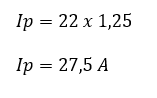 Ip = 22 x 1,25
Ip = 27,5 A